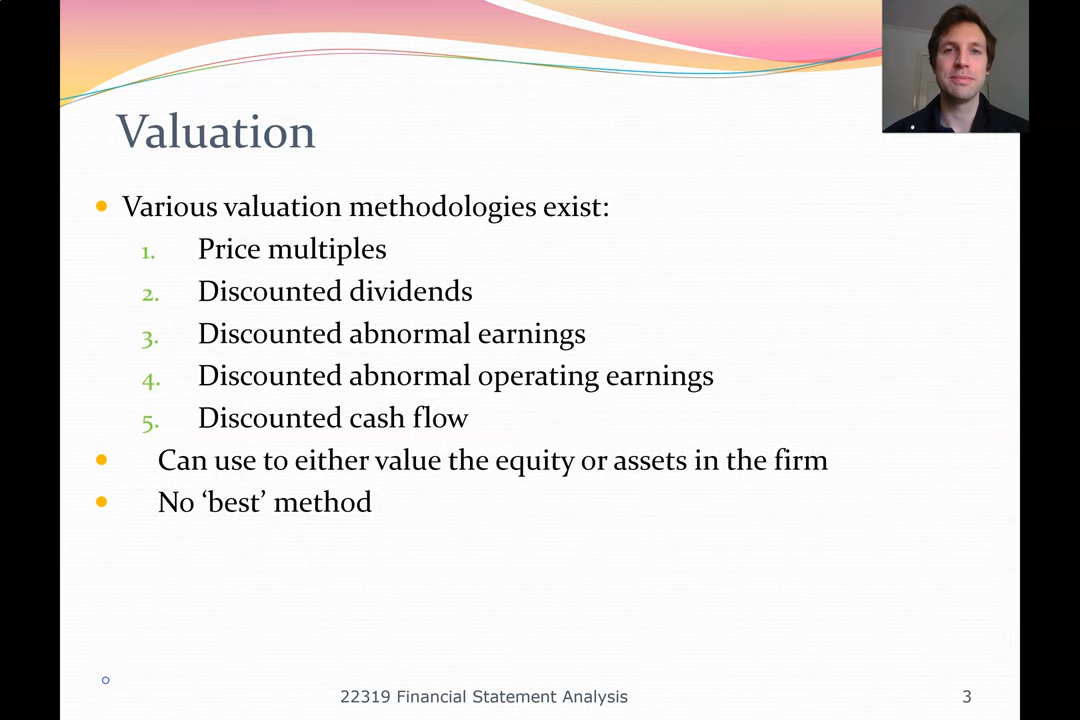 Valuation
Various valuation methodologies exist:
1. Price multiples
2. Discounted dividends
3. Discounted abnormal earnings
4. Discounted abnormal operating earnings
5. Discounted cash flow
Can use to either value the equity or assets in the firm
No ‘best’ method
22319 Financial Statement Analysis 3